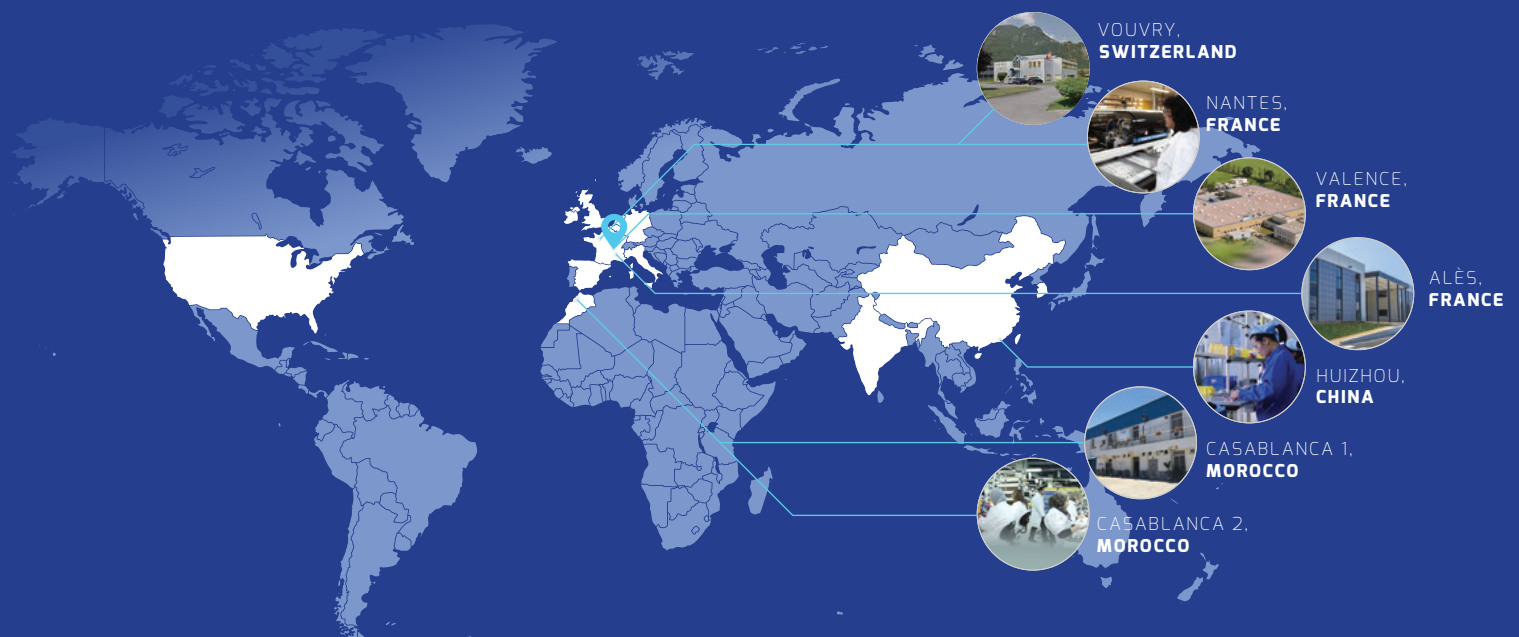 VOUVRY,
SWITZERLAND
NANTES,
FRANCE
VALENCE,
FRANCE
ALÈS,
FRANCE
HUIZHOU,
CHINA
CASABLANCA 1,
MOROCCO
CASABLANCA 2,
MOROCCO